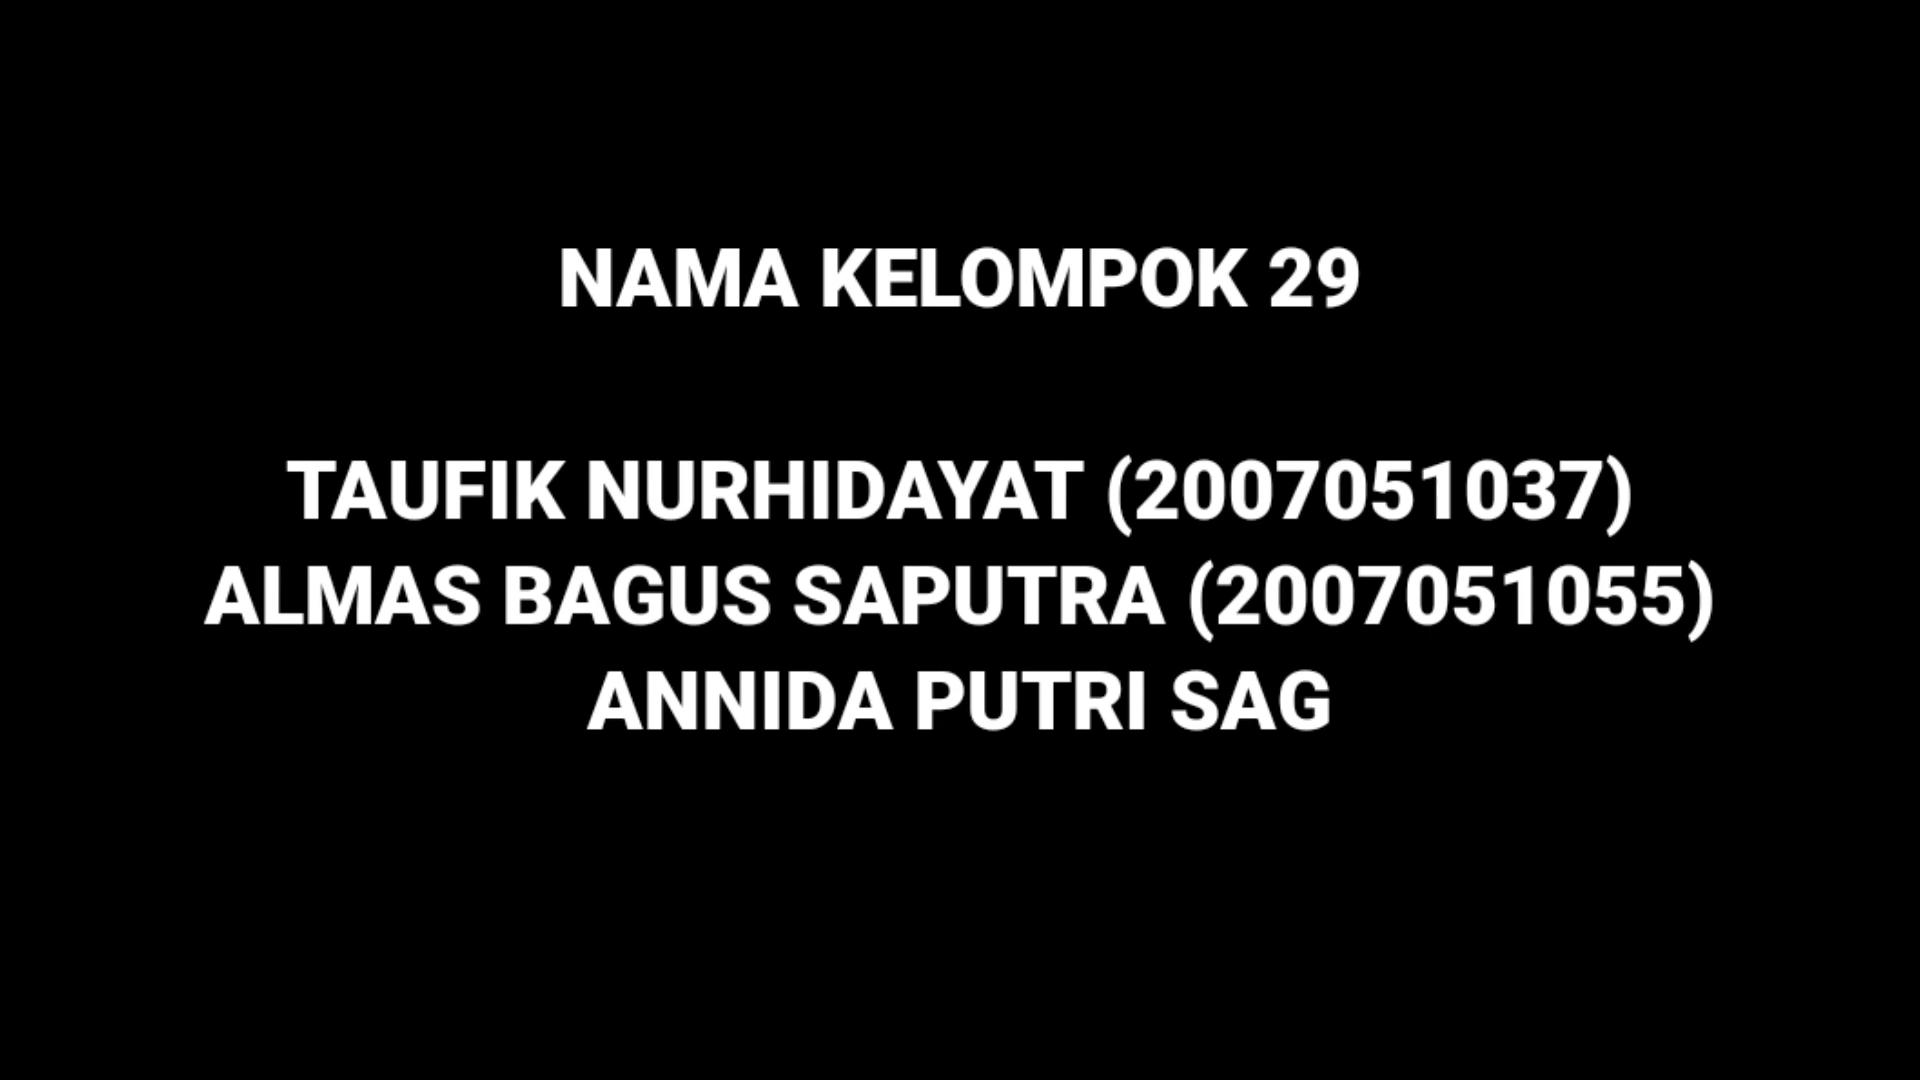 NAMA KELOMPOK 29
TAUFIK NURHIDAYAT (2007051037)
ALMAS BAGUS SAPUTRA (2007051055)
ANNIDA PUTRI SAG